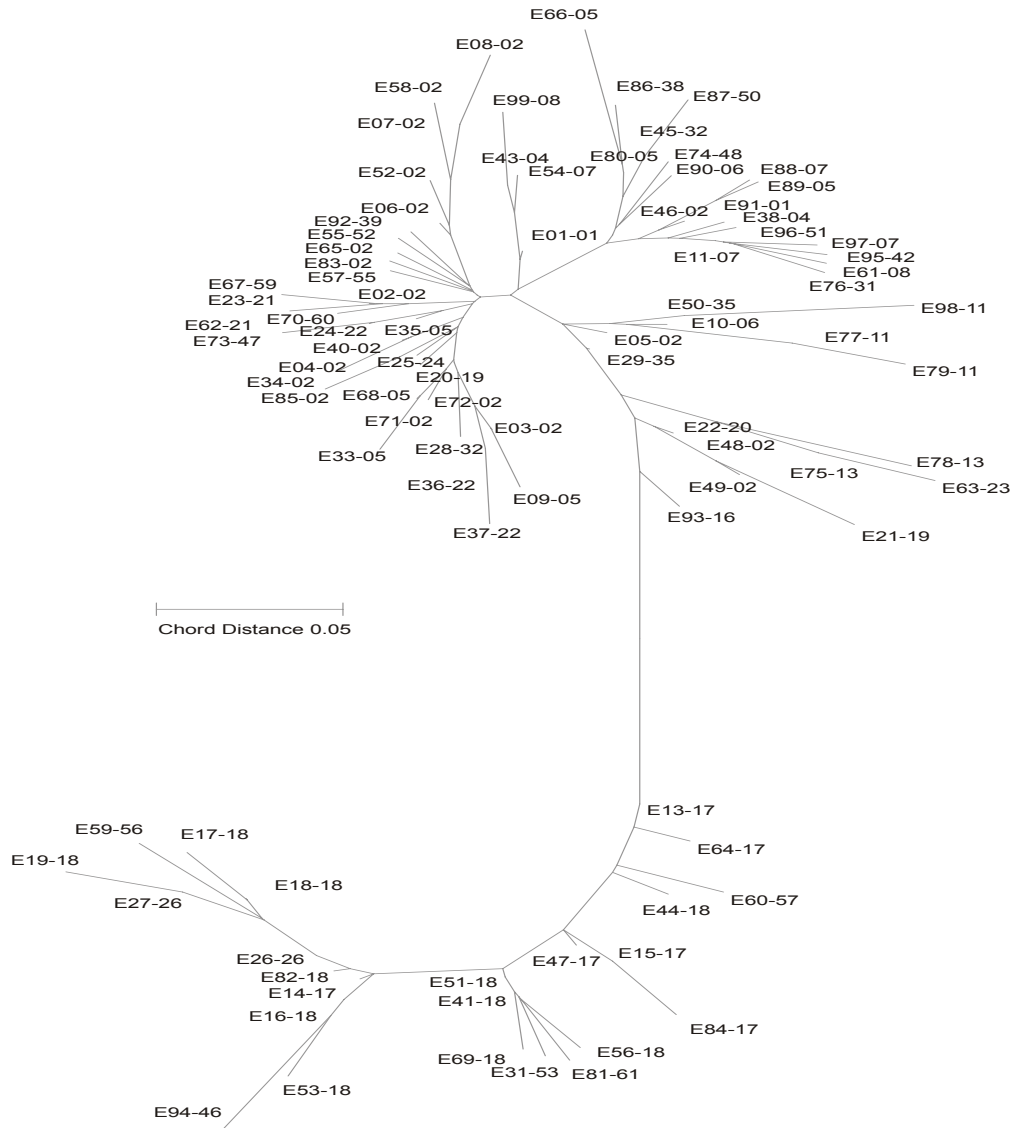 E66-05
E08-02
E58-02
E86-38
E99-08
E87-50
E07-02
E45-32
E43-04
E80-05
E74-48
E54-07
E90-06
E88-07
E52-02
E89-05
E91-01
E06-02
E46-02
E38-04
E92-39
E55-52
E01-01
E96-51
E65-02
E97-07
E11-07
E95-42
E83-02
E61-08
E57-55
E76-31
E67-59
E02-02
E23-21
E50-35
E98-11
E70-60
E62-21
E24-22
E35-05
E10-06
E73-47
E05-02
E77-11
E40-02
E29-35
E04-02
E25-24
E79-11
E34-02
E20-19
E85-02
E68-05
E72-02
E71-02
E03-02
E22-20
E48-02
E28-32
E33-05
E78-13
E75-13
E36-22
E49-02
E63-23
E09-05
E93-16
E37-22
E21-19
Chord Distance 0.05
E13-17
E59-56
E17-18
E64-17
E19-18
E18-18
E60-57
E27-26
E44-18
E26-26
E47-17
E15-17
E82-18
E51-18
E14-17
E41-18
E16-18
E84-17
E69-18
E56-18
E31-53
E81-61
E53-18
E94-46